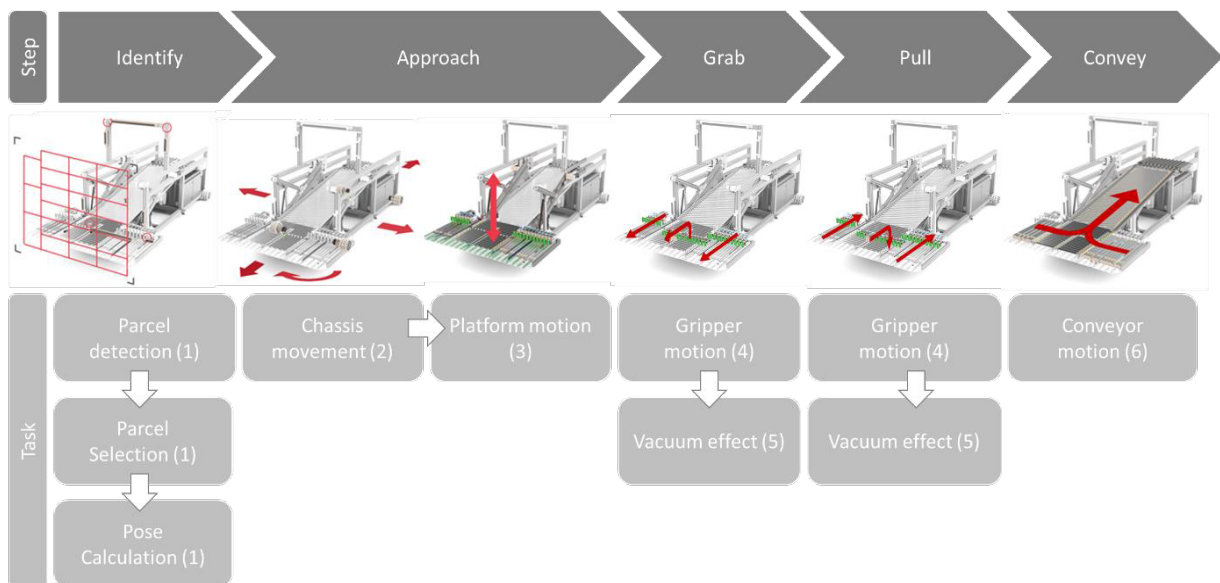 Step
Identify
Approach
Grab
Pull
Convey
Task
Parcel
detection (1)
Chassis
movement (2)
Platform motion
(3)
Gripper
motion (4)
Gripper
motion (4)
Conveyor
motion (6)
Parcel
Selection (1)
Vacuum effect (5)
Vacuum effect (5)
Pose
Calculation (1)